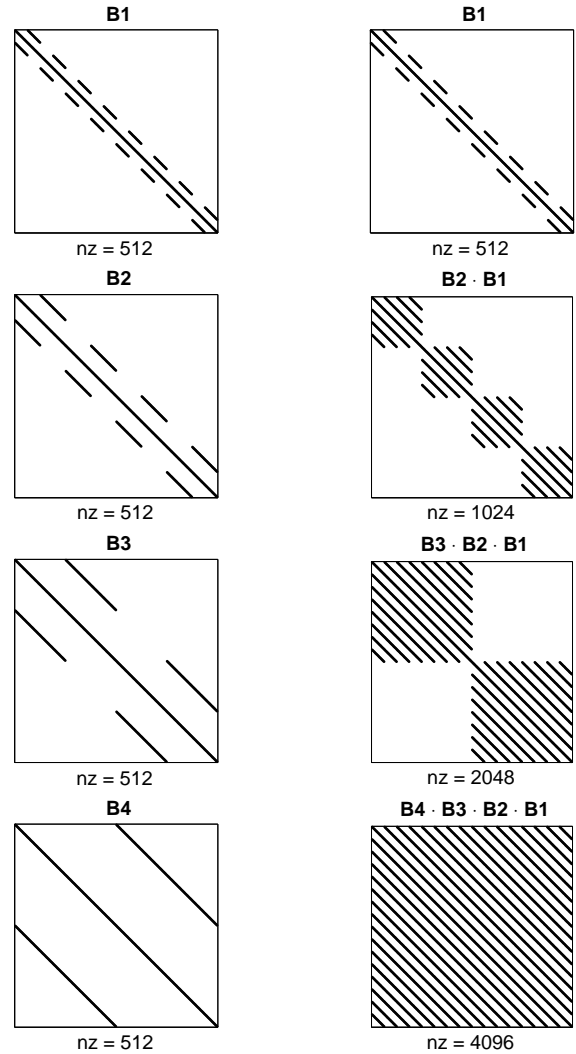 B1
B1
nz = 512
nz = 512
B2
B2 · B1
nz = 512
nz = 1024
B3
B3 · B2 · B1
nz = 512
nz = 2048
B4
B4 · B3 · B2 · B1
nz = 512
nz = 4096